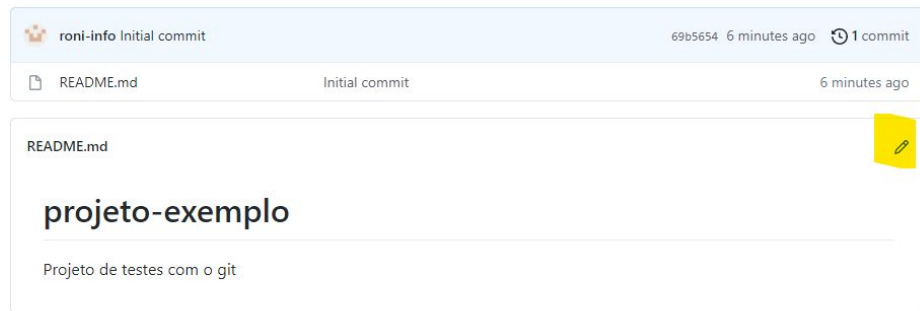 roni-info Initial commit 69b5654 6 minutes ago 1 commit
README.md Initial commit 6 minutes ago
README.md
projeto-exemplo
Projeto de testes com o git